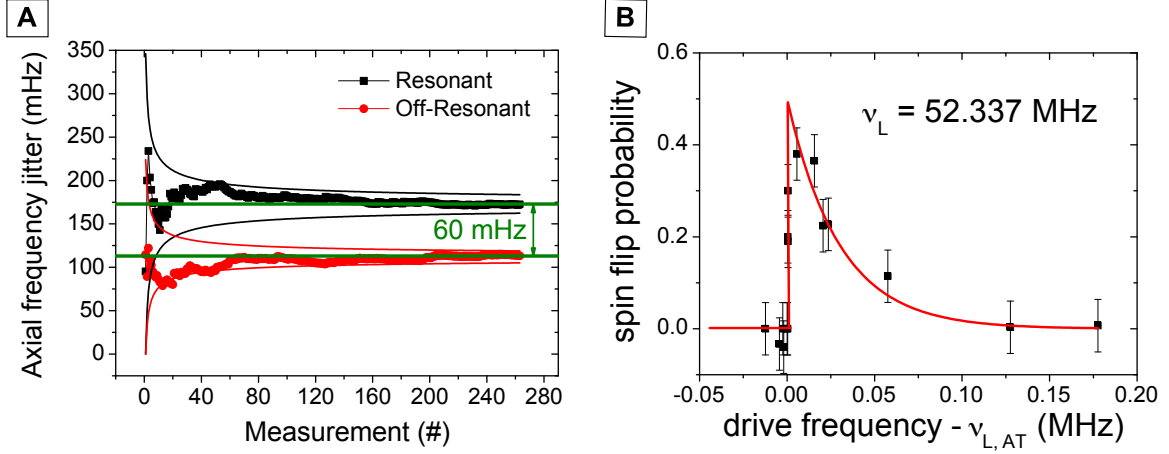 A
Axial frequency jitter (mHz)
350
300
250
200
150
100
50
0
Resonant
Off-Resonant
60 mHz
0 40 80 120 160 200 240 280
Measurement (#)
B
spin flip probability
0.6
0.4
0.2
0.0
νL = 52.337 MHz
-0.05 0.00 0.05 0.10 0.15 0.20
drive frequency - νL, AT (MHz)